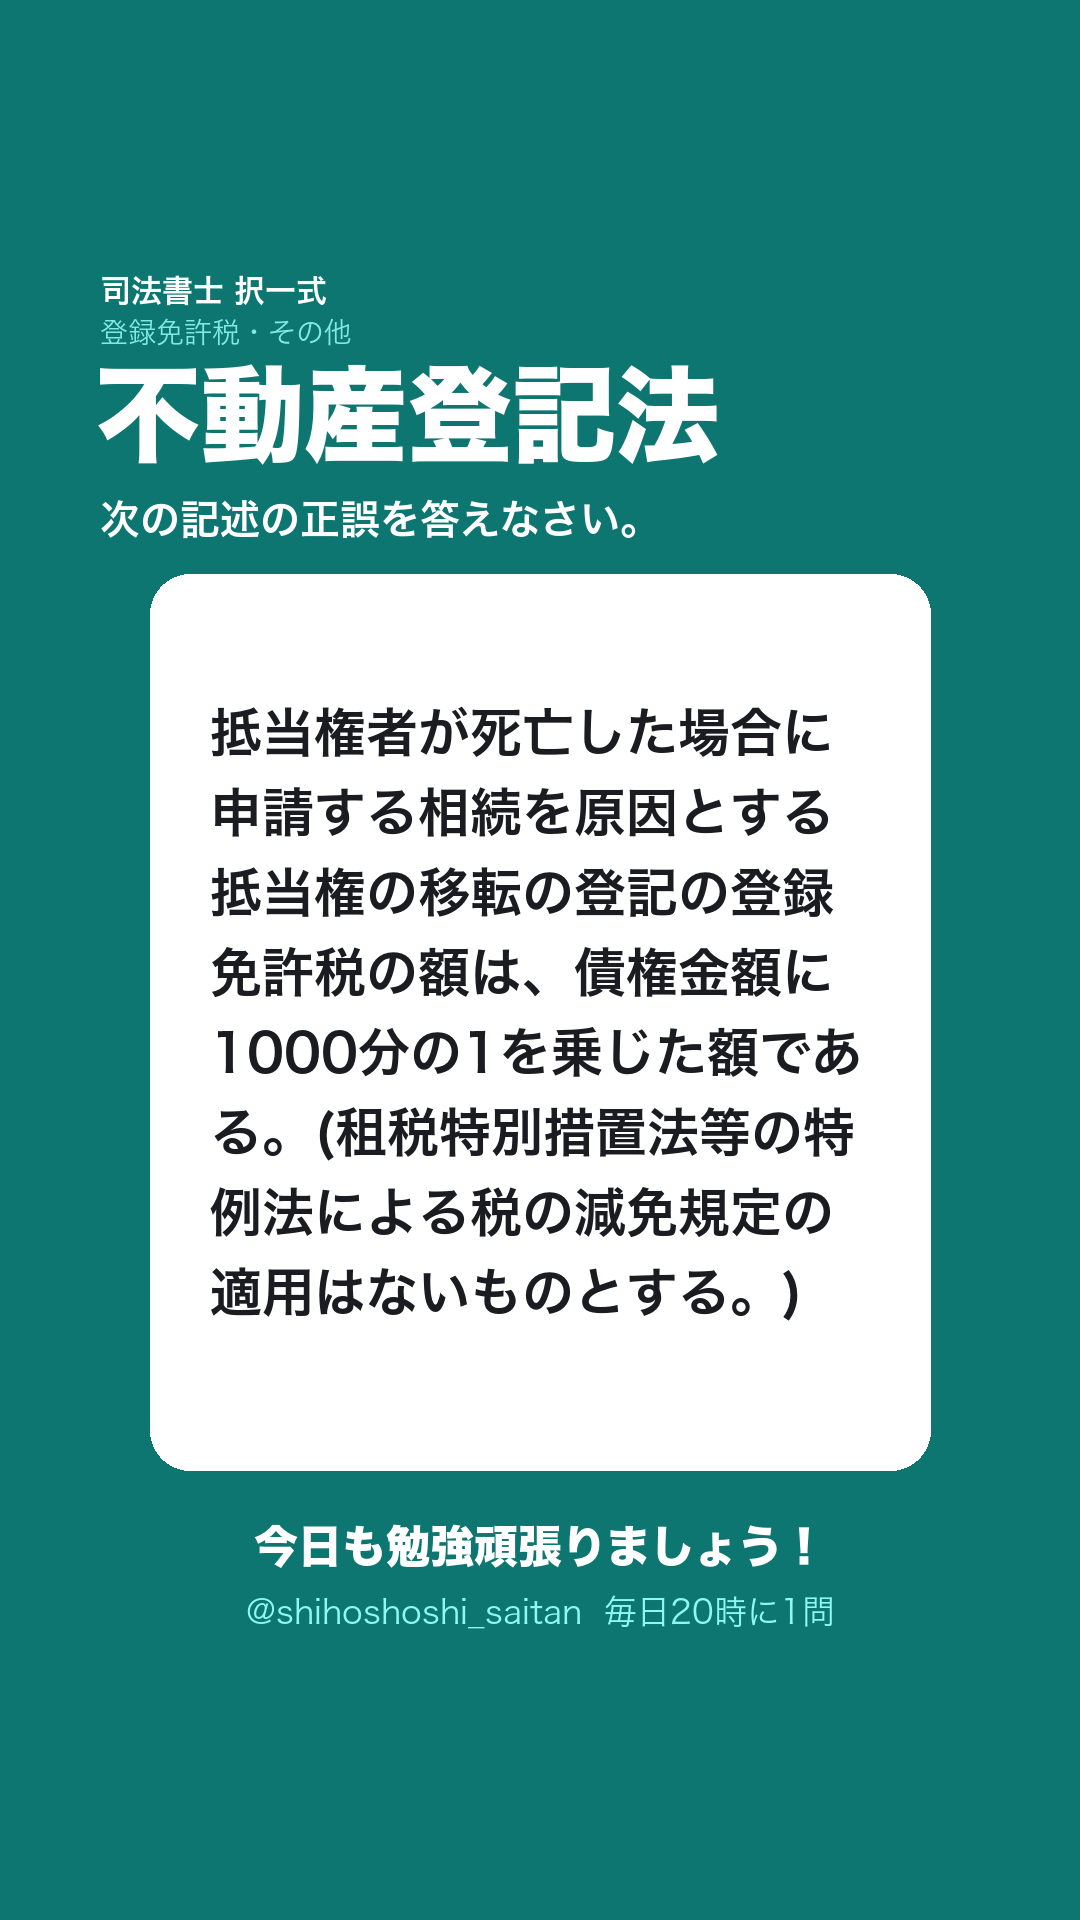 司法書士 択一式
登録免許税・その他
不動産登記法
次の記述の正誤を答えなさい。
抵当権者が死亡した場合に
申請する相続を原因とする
抵当権の移転の登記の登録
免許税の額は、債権金額に
1000分の1を乗じた額であ
る。(租税特別措置法等の特
例法による税の減免規定の
適用はないものとする。)
今日も勉強頑張りましょう！
@shihoshoshi_saitan 毎日20時に1問